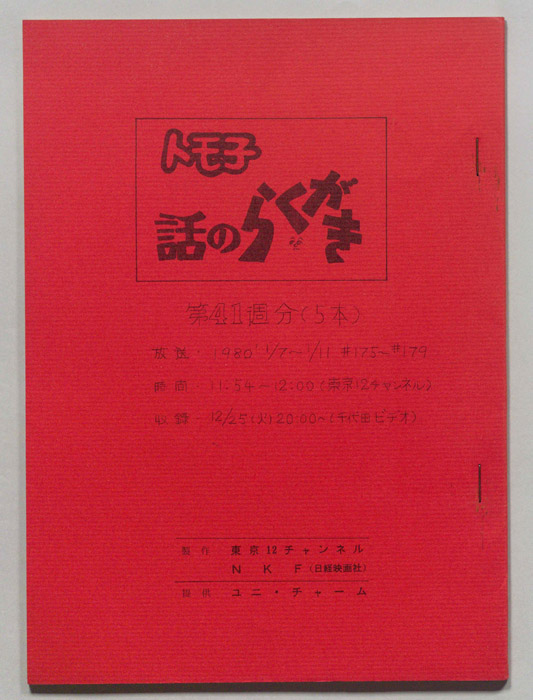 トモ子
話のらくがき
第41週分(5本)
放送・1980' 1/7～1/11 #175～#179
時間 11:54～12:00(東京12チャンネル)
収録 12/25(火)20:00～(千代田ビデオ)
製作 東京12チャンネル
NKF(日経映画社)
提供 ユニ・チャーム